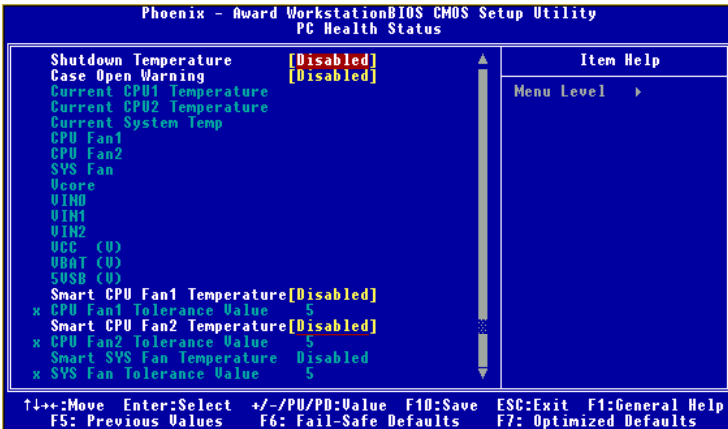 Phoenix - Award WorkstationBIOS CMOS Setup Utility
PC Health Status
Shutdown Temperature [Disabled]
Case Open Warning [Disabled]
Current CPU1 Temperature
Current CPU2 Temperature
Current System Temp
CPU Fan1
CPU Fan2
SYS Fan
Vcore
VIN0
VIN1
VIN2
VCC (V)
VBAT (V)
5VSB (V)
Smart CPU Fan1 Temperature[Disabled]
x CPU Fan1 Tolerance Value 5
Smart CPU Fan2 Temperature[Disabled]
x CPU Fan2 Tolerance Value 5
Smart SYS Fan Temperature Disabled
x SYS Fan Tolerance Value 5
Item Help
Menu Level ▸
↑↓→←:Move Enter:Select +/-/PU/PD:Value F10:Save ESC:Exit F1:General Help
F5: Previous Values F6: Fail-Safe Defaults F7: Optimized Defaults